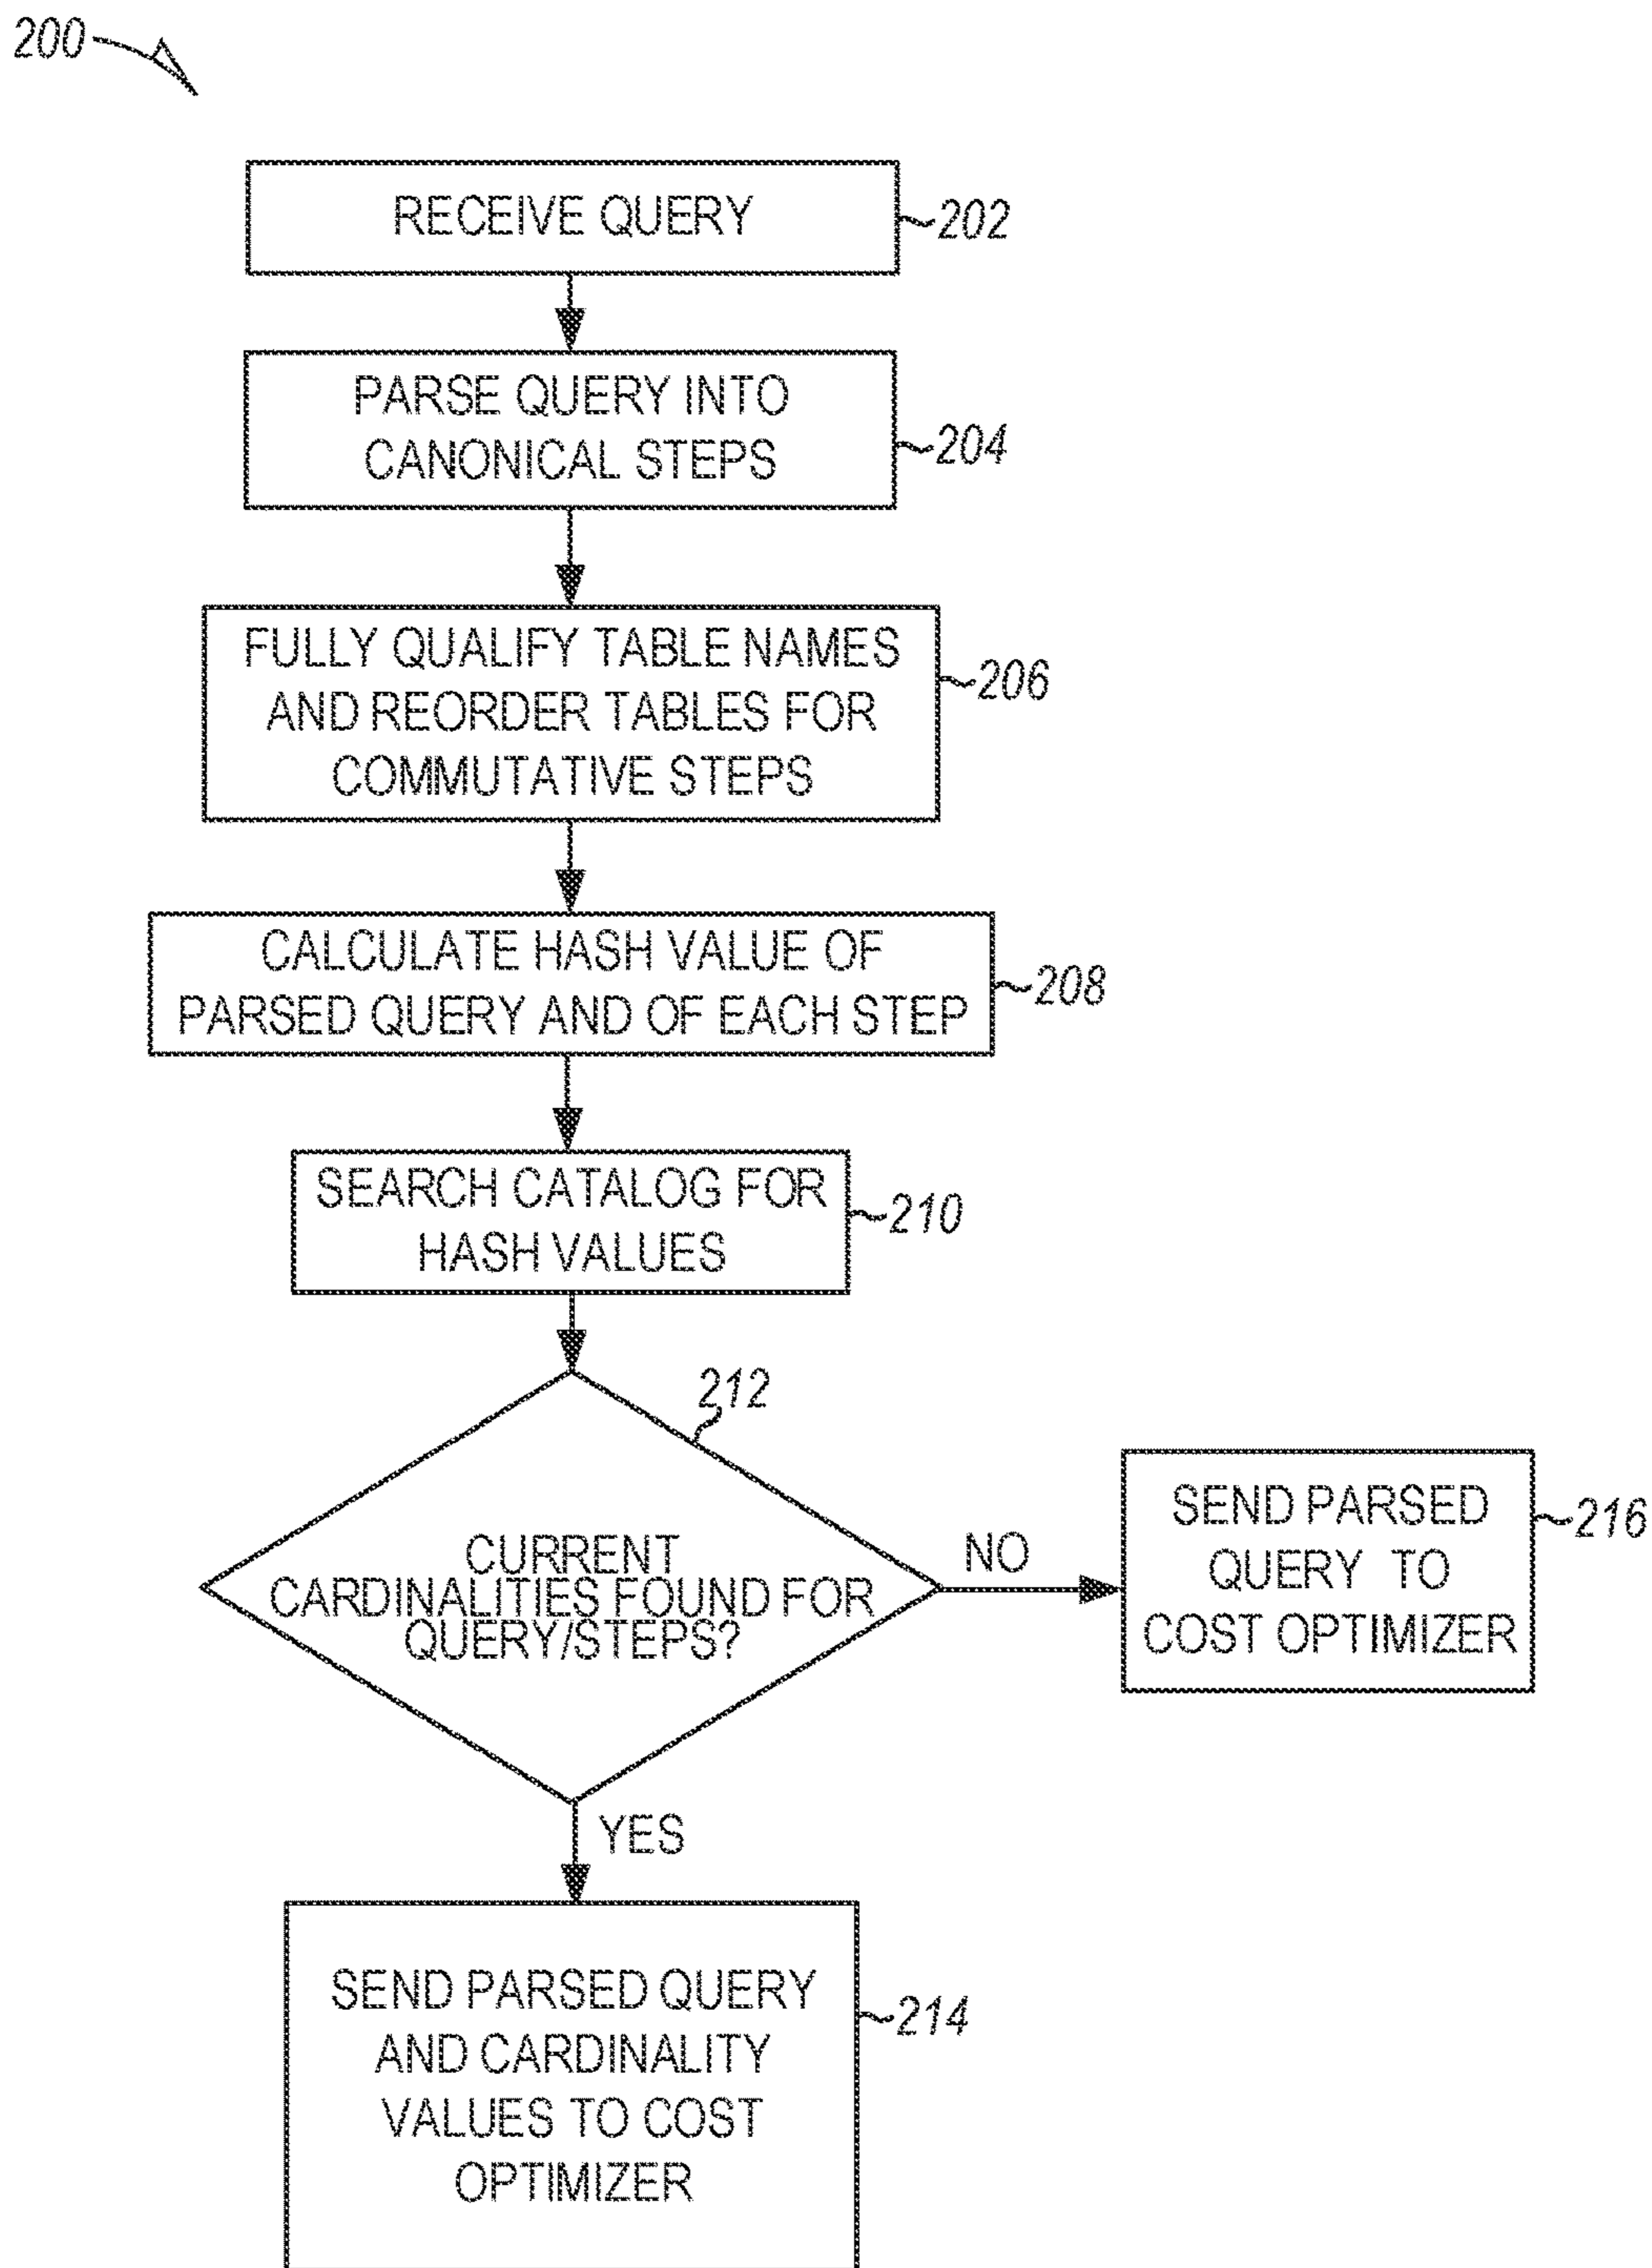 200
RECEIVE QUERY
202
PARSE QUERY INTO
CANONICAL STEPS
204
FULLY QUALIFY TABLE NAMES
AND REORDER TABLES FOR
COMMUTATIVE STEPS
206
CALCULATE HASH VALUE OF
PARSED QUERY AND OF EACH STEP
208
SEARCH CATALOG FOR
HASH VALUES
210
212
CURRENT
CARDINALITIES FOUND FOR
QUERY/STEPS?
NO
SEND PARSED
QUERY TO
COST OPTIMIZER
216
YES
SEND PARSED QUERY
AND CARDINALITY
VALUES TO COST
OPTIMIZER
214